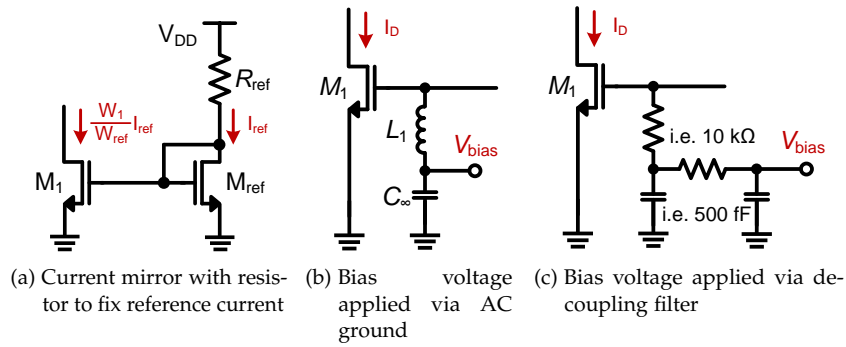 V_DD
R_ref
W_1/W_ref I_ref
I_ref
M_1
M_ref
I_D
M_1
L_1
V_bias
C_∞
I_D
M_1
i.e. 10 kΩ
V_bias
i.e. 500 fF
(a) Current mirror with resis-
tor to fix reference current
(b) Bias voltage
applied via AC
ground
(c) Bias voltage applied via de-
coupling filter